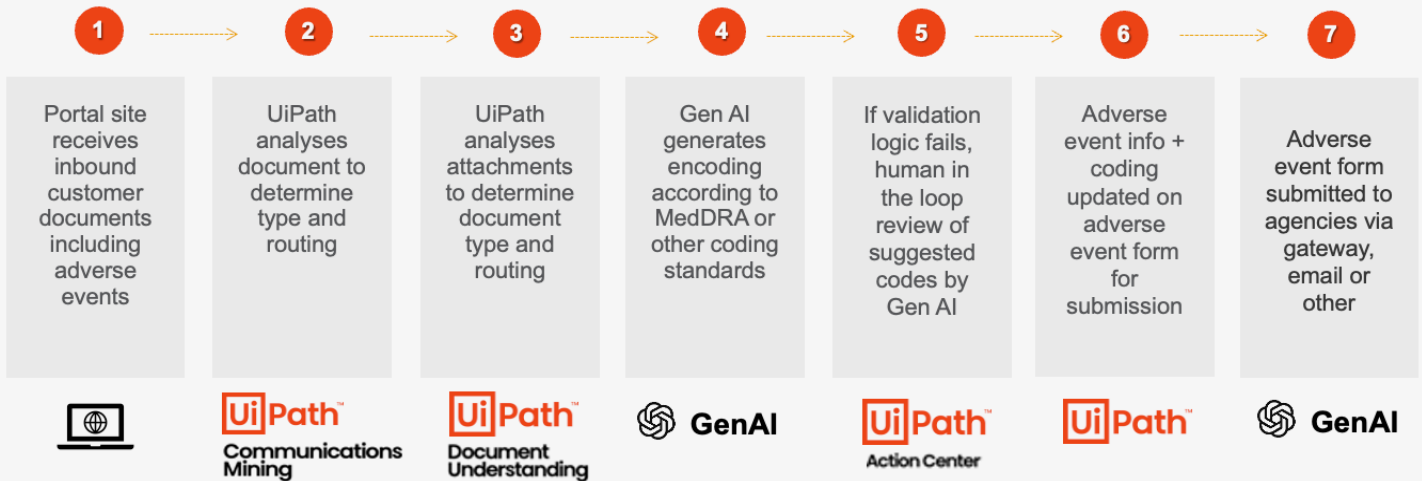 1
2
3
4
5
6
7
Portal site
receives
inbound
customer
documents
including
adverse
events
UiPath
analyses
document to
determine
type and
routing
UiPath
analyses
attachments
to determine
document
type and
routing
Gen AI
generates
encoding
according to
MedDRA or
other coding
standards
If validation
logic fails,
human in
the loop
review of
suggested
codes by
Gen AI
Adverse
event info +
coding
updated on
adverse
event form
for
submission
Adverse
event form
submitted to
agencies via
gateway,
email or
other
UiPath™
Communications
Mining
UiPath™
Document
Understanding
GenAI
UiPath™
Action Center
UiPath™
GenAI